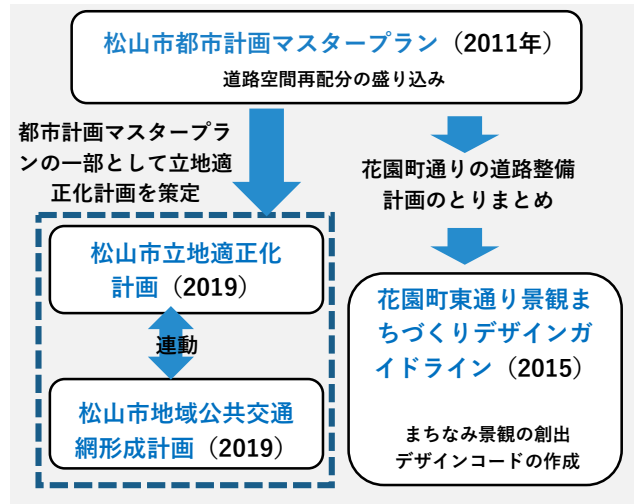 松山市都市計画マスタープラン（2011年）
道路空間再配分の盛り込み
都市計画マスタープラ
ンの一部として立地適
正化計画を策定
花園町通りの道路整備
計画のとりまとめ
松山市立地適正化
計画（2019）
連動
松山市地域公共交通
網形成計画（2019）
花園町東通り景観ま
ちづくりデザインガ
イドライン（2015）
まちなみ景観の創出
デザインコードの作成